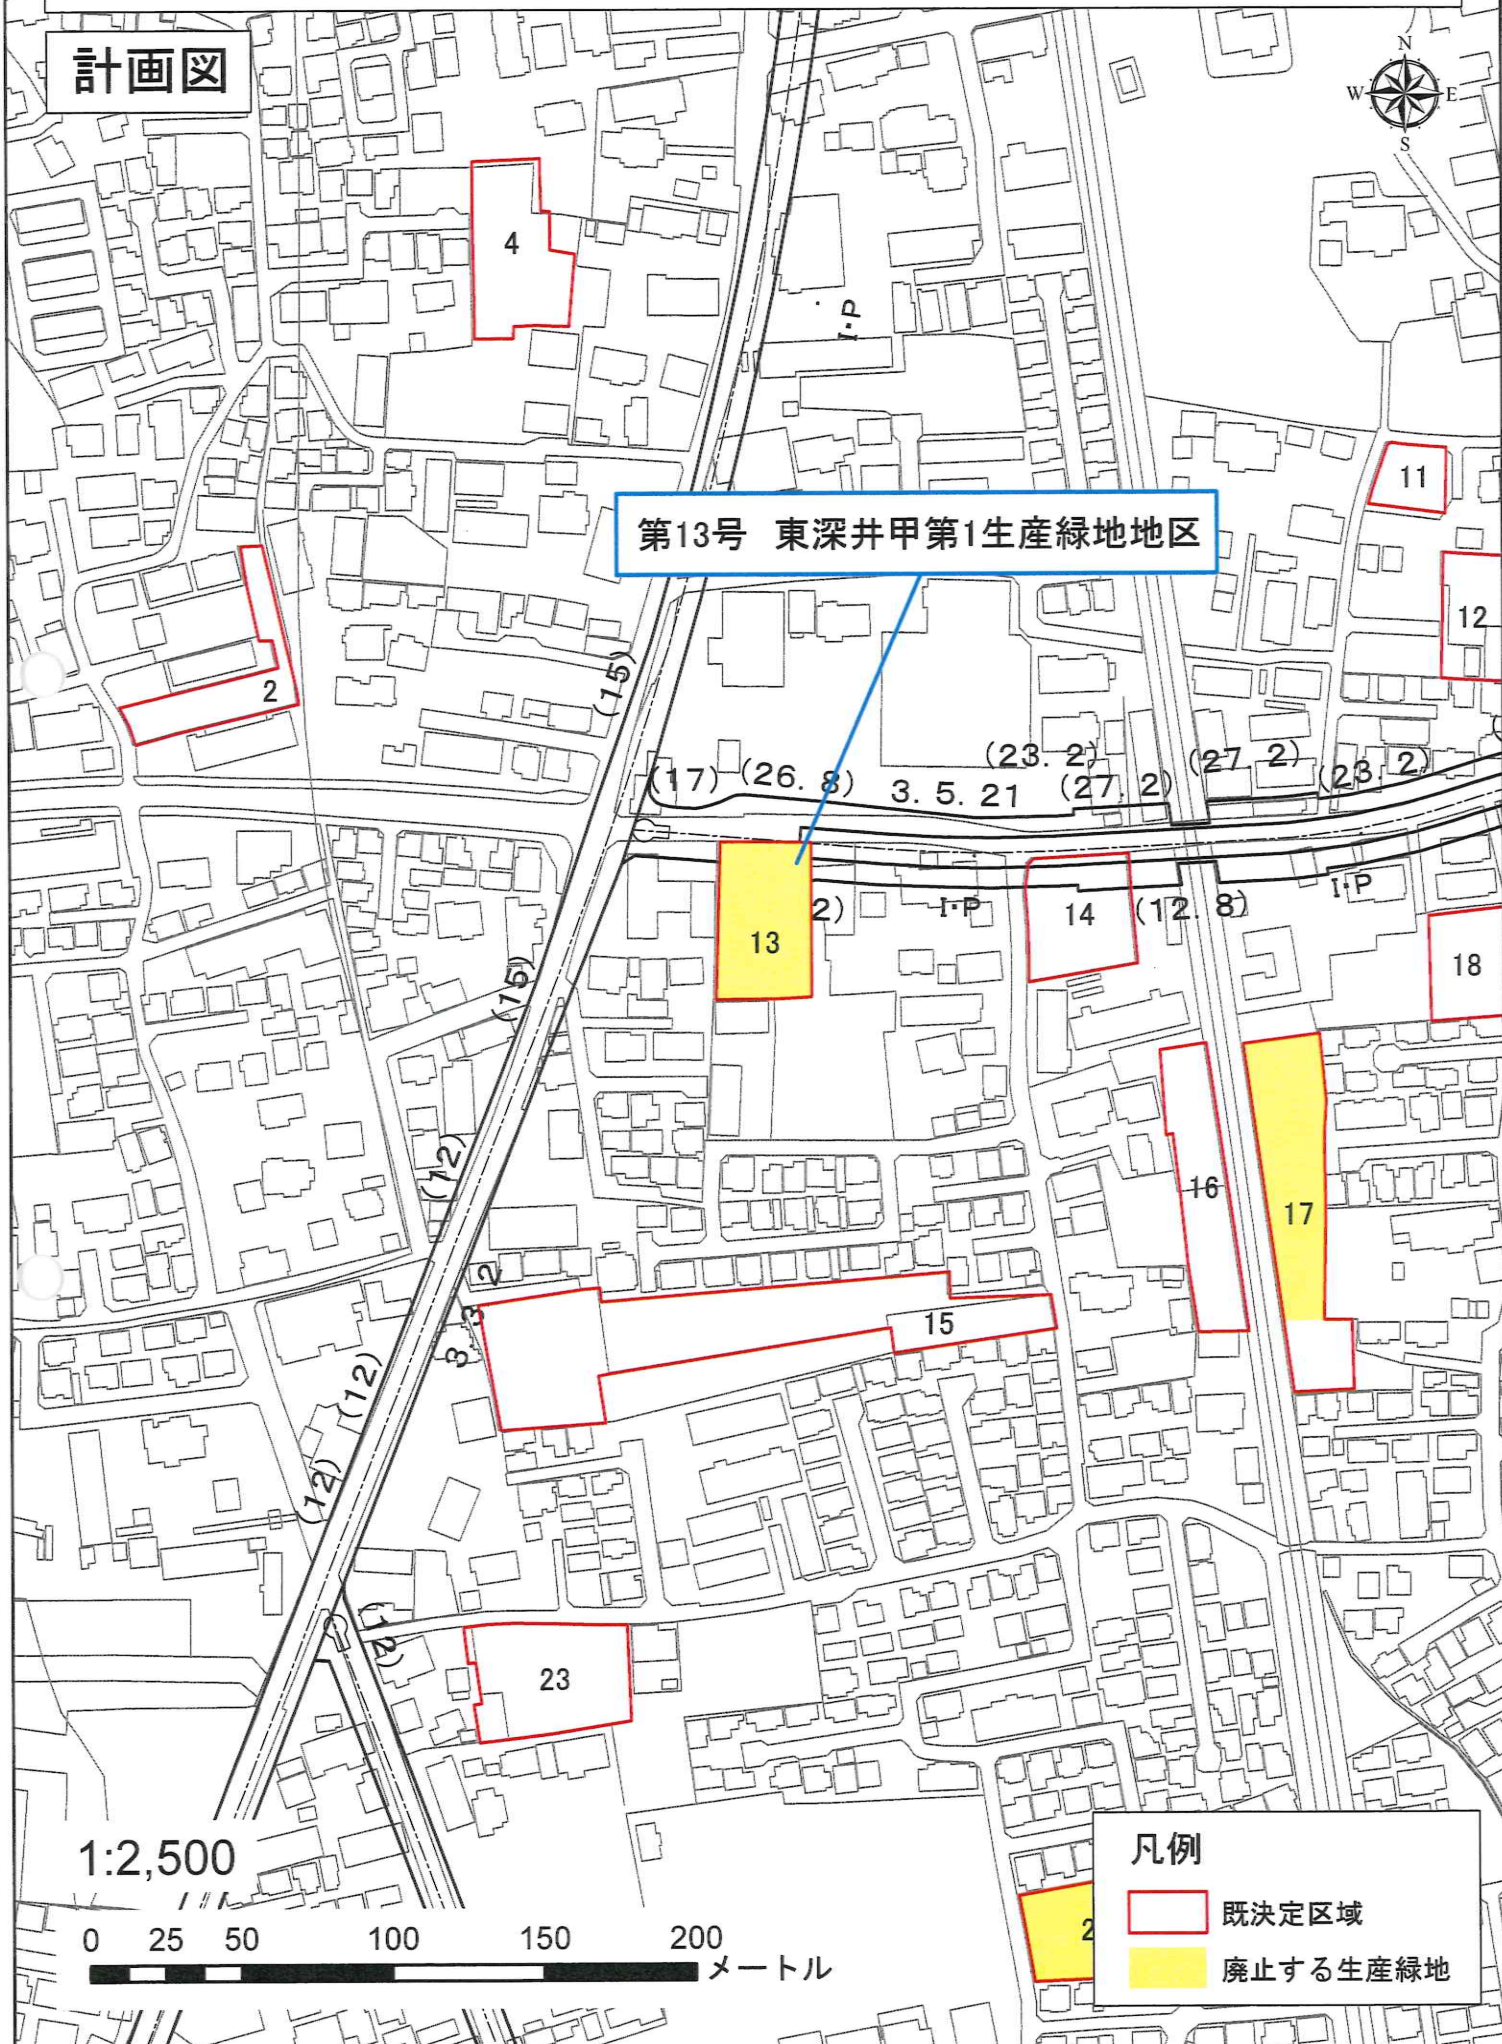 計画図
N
W E
S
4
I・P
11
第13号 東深井甲第1生産緑地地区
12
(15)
2
(23. 2)
(27. 2)
(23. 2)
(17)
(26. 8)
3. 5. 21
(27. 2)
2)
I・P
14
(12. 8)
I・P
13
18
(15)
(12)
16
17
3. 3. 2
15
(12)
(12)
(12)
23
1:2,500
凡例
既決定区域
廃止する生産緑地
2
0 25 50 100 150 200
メートル